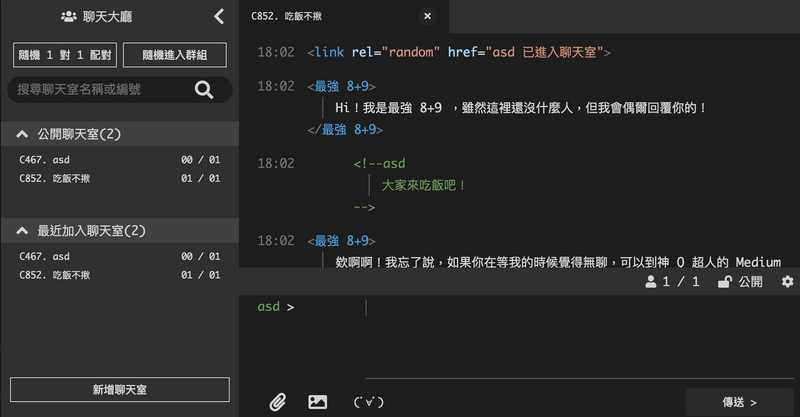 聊天大廳
隨機 1 對 1 配對
隨機進入群組
搜尋聊天室名稱或編號
公開聊天室(2)
C467. asd 00 / 01
C852. 吃飯不揪 01 / 01
最近加入聊天室(2)
C467. asd 00 / 01
C852. 吃飯不揪 01 / 01
新增聊天室
C852. 吃飯不揪
18:02 <link rel="random" href="asd 已進入聊天室">
18:02 <最強 8+9>
Hi！我是最強 8+9 ，雖然這裡還沒什麼人，但我會偶爾回覆你的！
</最強 8+9>
18:02 <!--asd
大家來吃飯吧！
-->
18:02 <最強 8+9>
欸啊啊！我忘了說，如果你在等我的時候覺得無聊，可以到神 Q 超人的 Medium
1 / 1 公開
asd >
(´∀`)
傳送 >